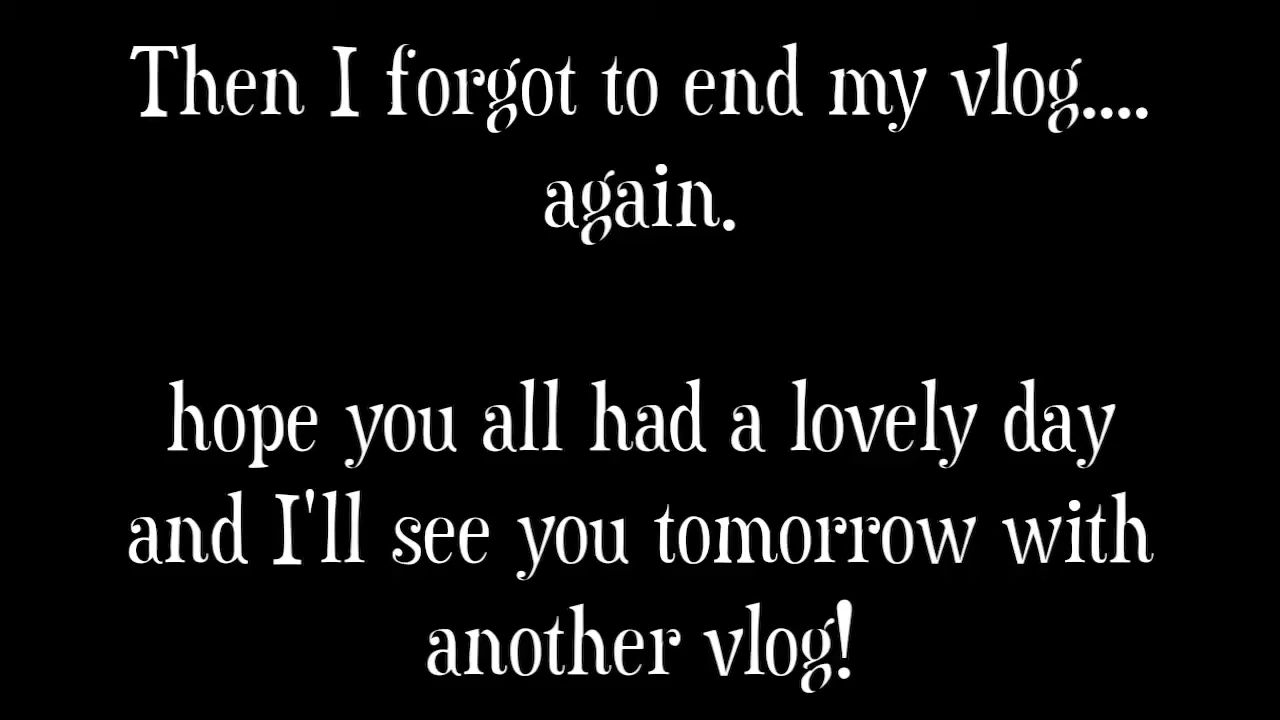 Then I forgot to end my vlog....
again.
hope you all had a lovely day
and I'll see you tomorrow with
another vlog!